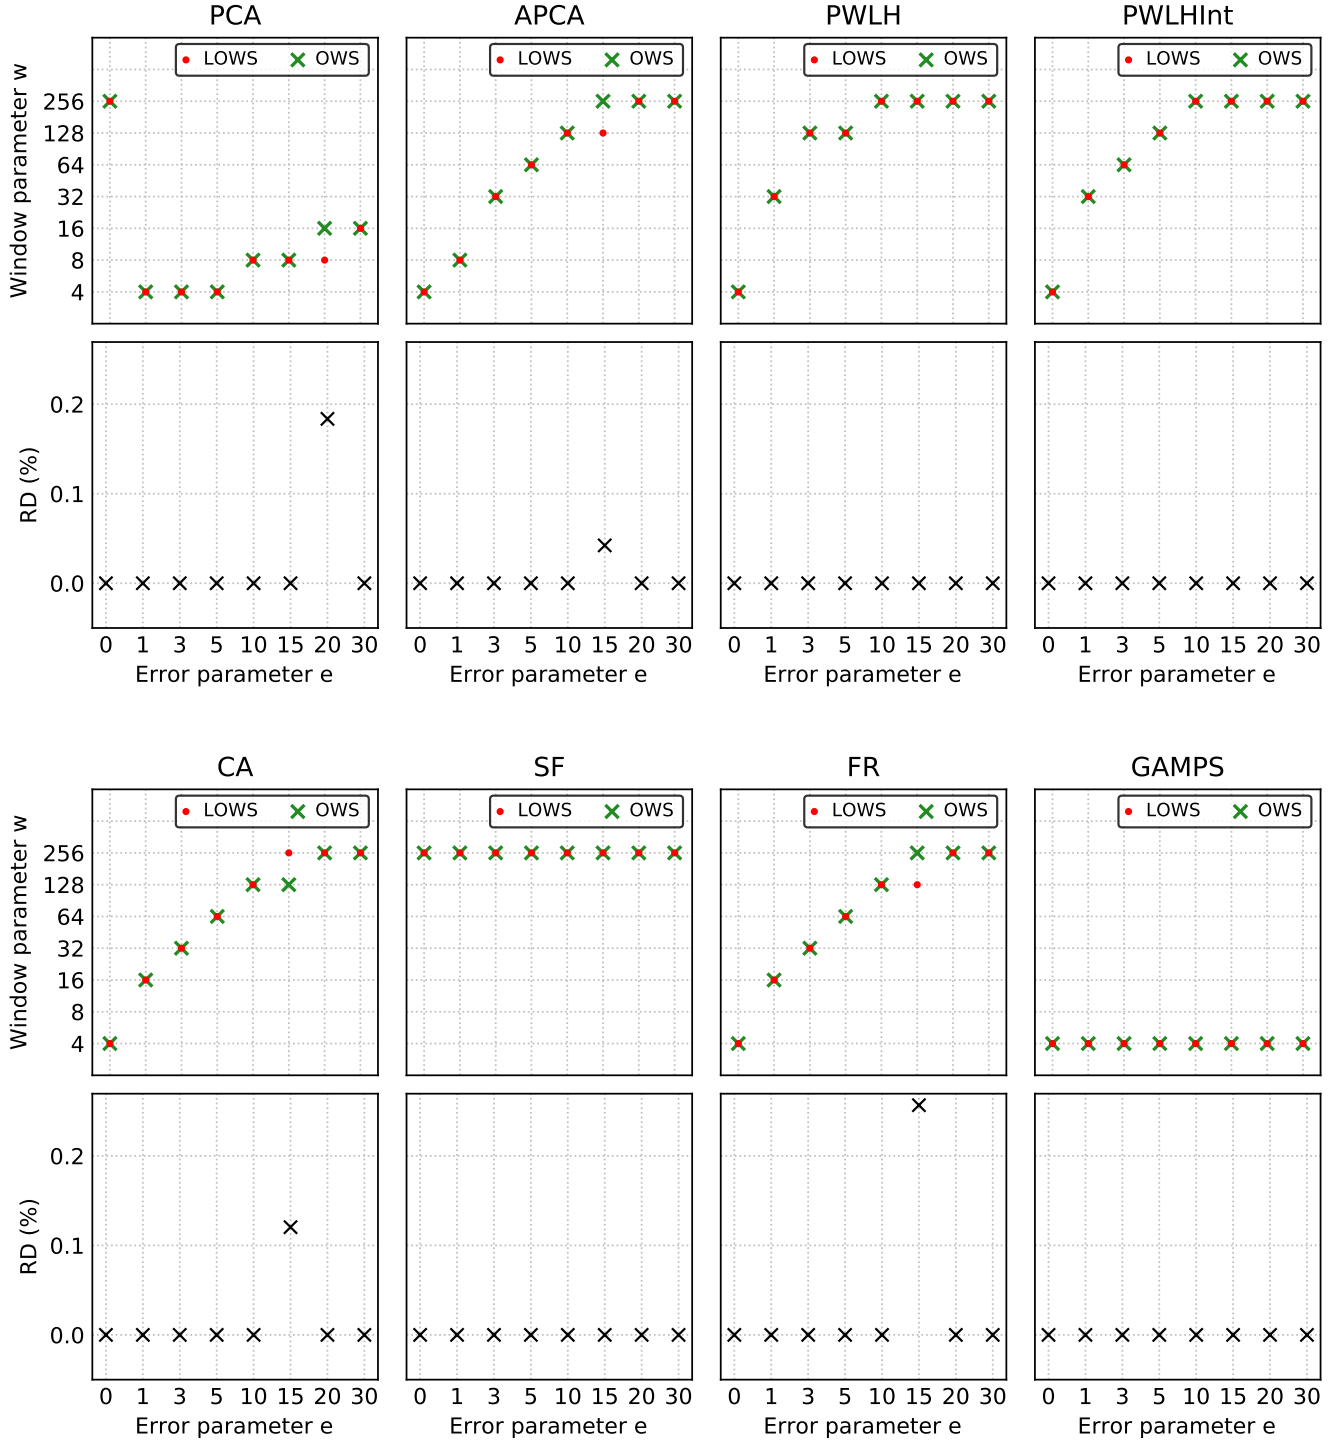 PCA APCA PWLH PWLHInt
LOWS OWS LOWS OWS LOWS OWS LOWS OWS
Window parameter w
256
128
64
32
16
8
4
RD (%)
0.2
0.1
0.0
0 1 3 5 10 15 20 30 0 1 3 5 10 15 20 30 0 1 3 5 10 15 20 30 0 1 3 5 10 15 20 30
Error parameter e Error parameter e Error parameter e Error parameter e
CA SF FR GAMPS
LOWS OWS LOWS OWS LOWS OWS LOWS OWS
Window parameter w
256
128
64
32
16
8
4
RD (%)
0.2
0.1
0.0
0 1 3 5 10 15 20 30 0 1 3 5 10 15 20 30 0 1 3 5 10 15 20 30 0 1 3 5 10 15 20 30
Error parameter e Error parameter e Error parameter e Error parameter e